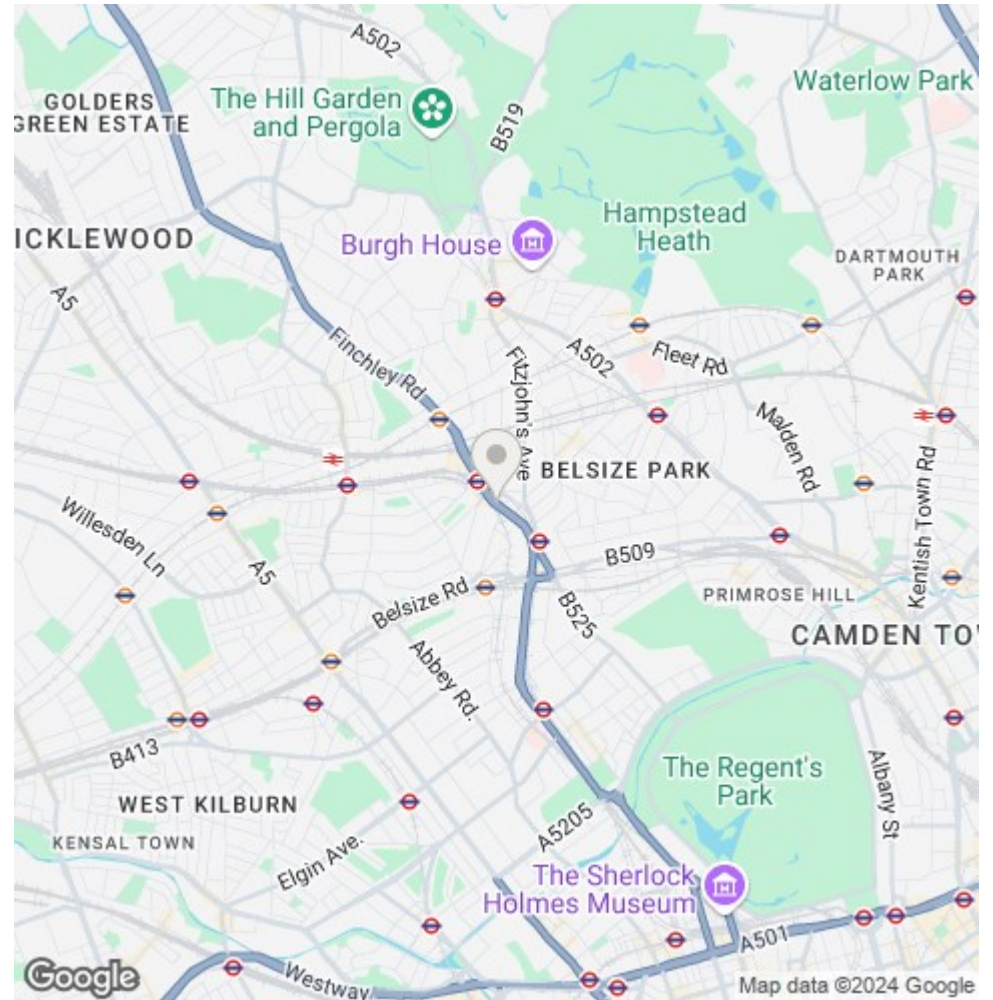 A502
Waterlow Park
GOLDERS
GREEN ESTATE
The Hill Garden
and Pergola
B519
Hampstead
Heath
ICKLEWOOD
Burgh House
DARTMOUTH
PARK
A5
Finchley Rd
A502
Fleet Rd
Fitzjohn's Ave
Malden Rd
BELSIZE PARK
Kentish Town Rd
Willesden Ln
A5
B509
Belsize Rd
B525
PRIMROSE HILL
CAMDEN TO
Abbey Rd.
B413
The Regent's
Park
Albany St
WEST KILBURN
KENSAL TOWN
A5205
Elgin Ave.
The Sherlock
Holmes Museum
A501
Westway
Google
Map data ©2024 Google